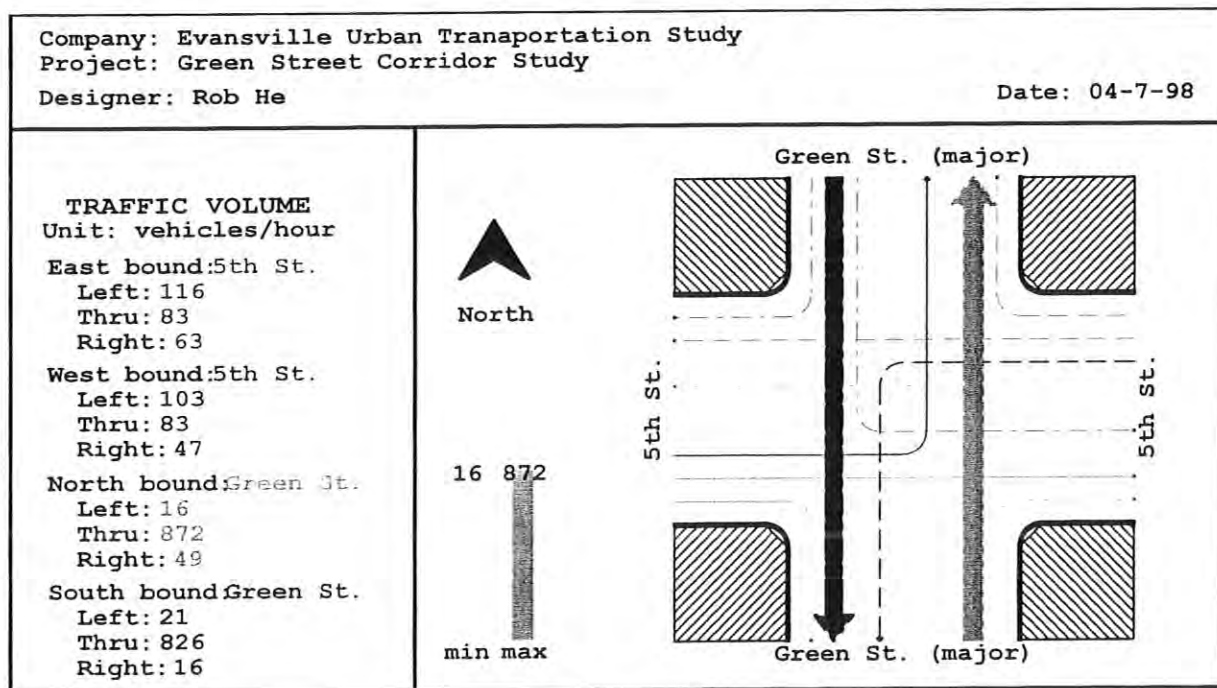 Company: Evansville Urban Tranaportation Study
Project: Green Street Corridor Study
Designer: Rob He
Date: 04-7-98
TRAFFIC VOLUME
Unit: vehicles/hour
East bound:5th St.
Left: 116
Thru: 83
Right: 63
West bound:5th St.
Left: 103
Thru: 83
Right: 47
North bound:Green St.
Left: 16
Thru: 872
Right: 49
South bound:Green St.
Left: 21
Thru: 826
Right: 16
North
16 872
min max
Green St. (major)
5th St.
5th St.
Green St. (major)